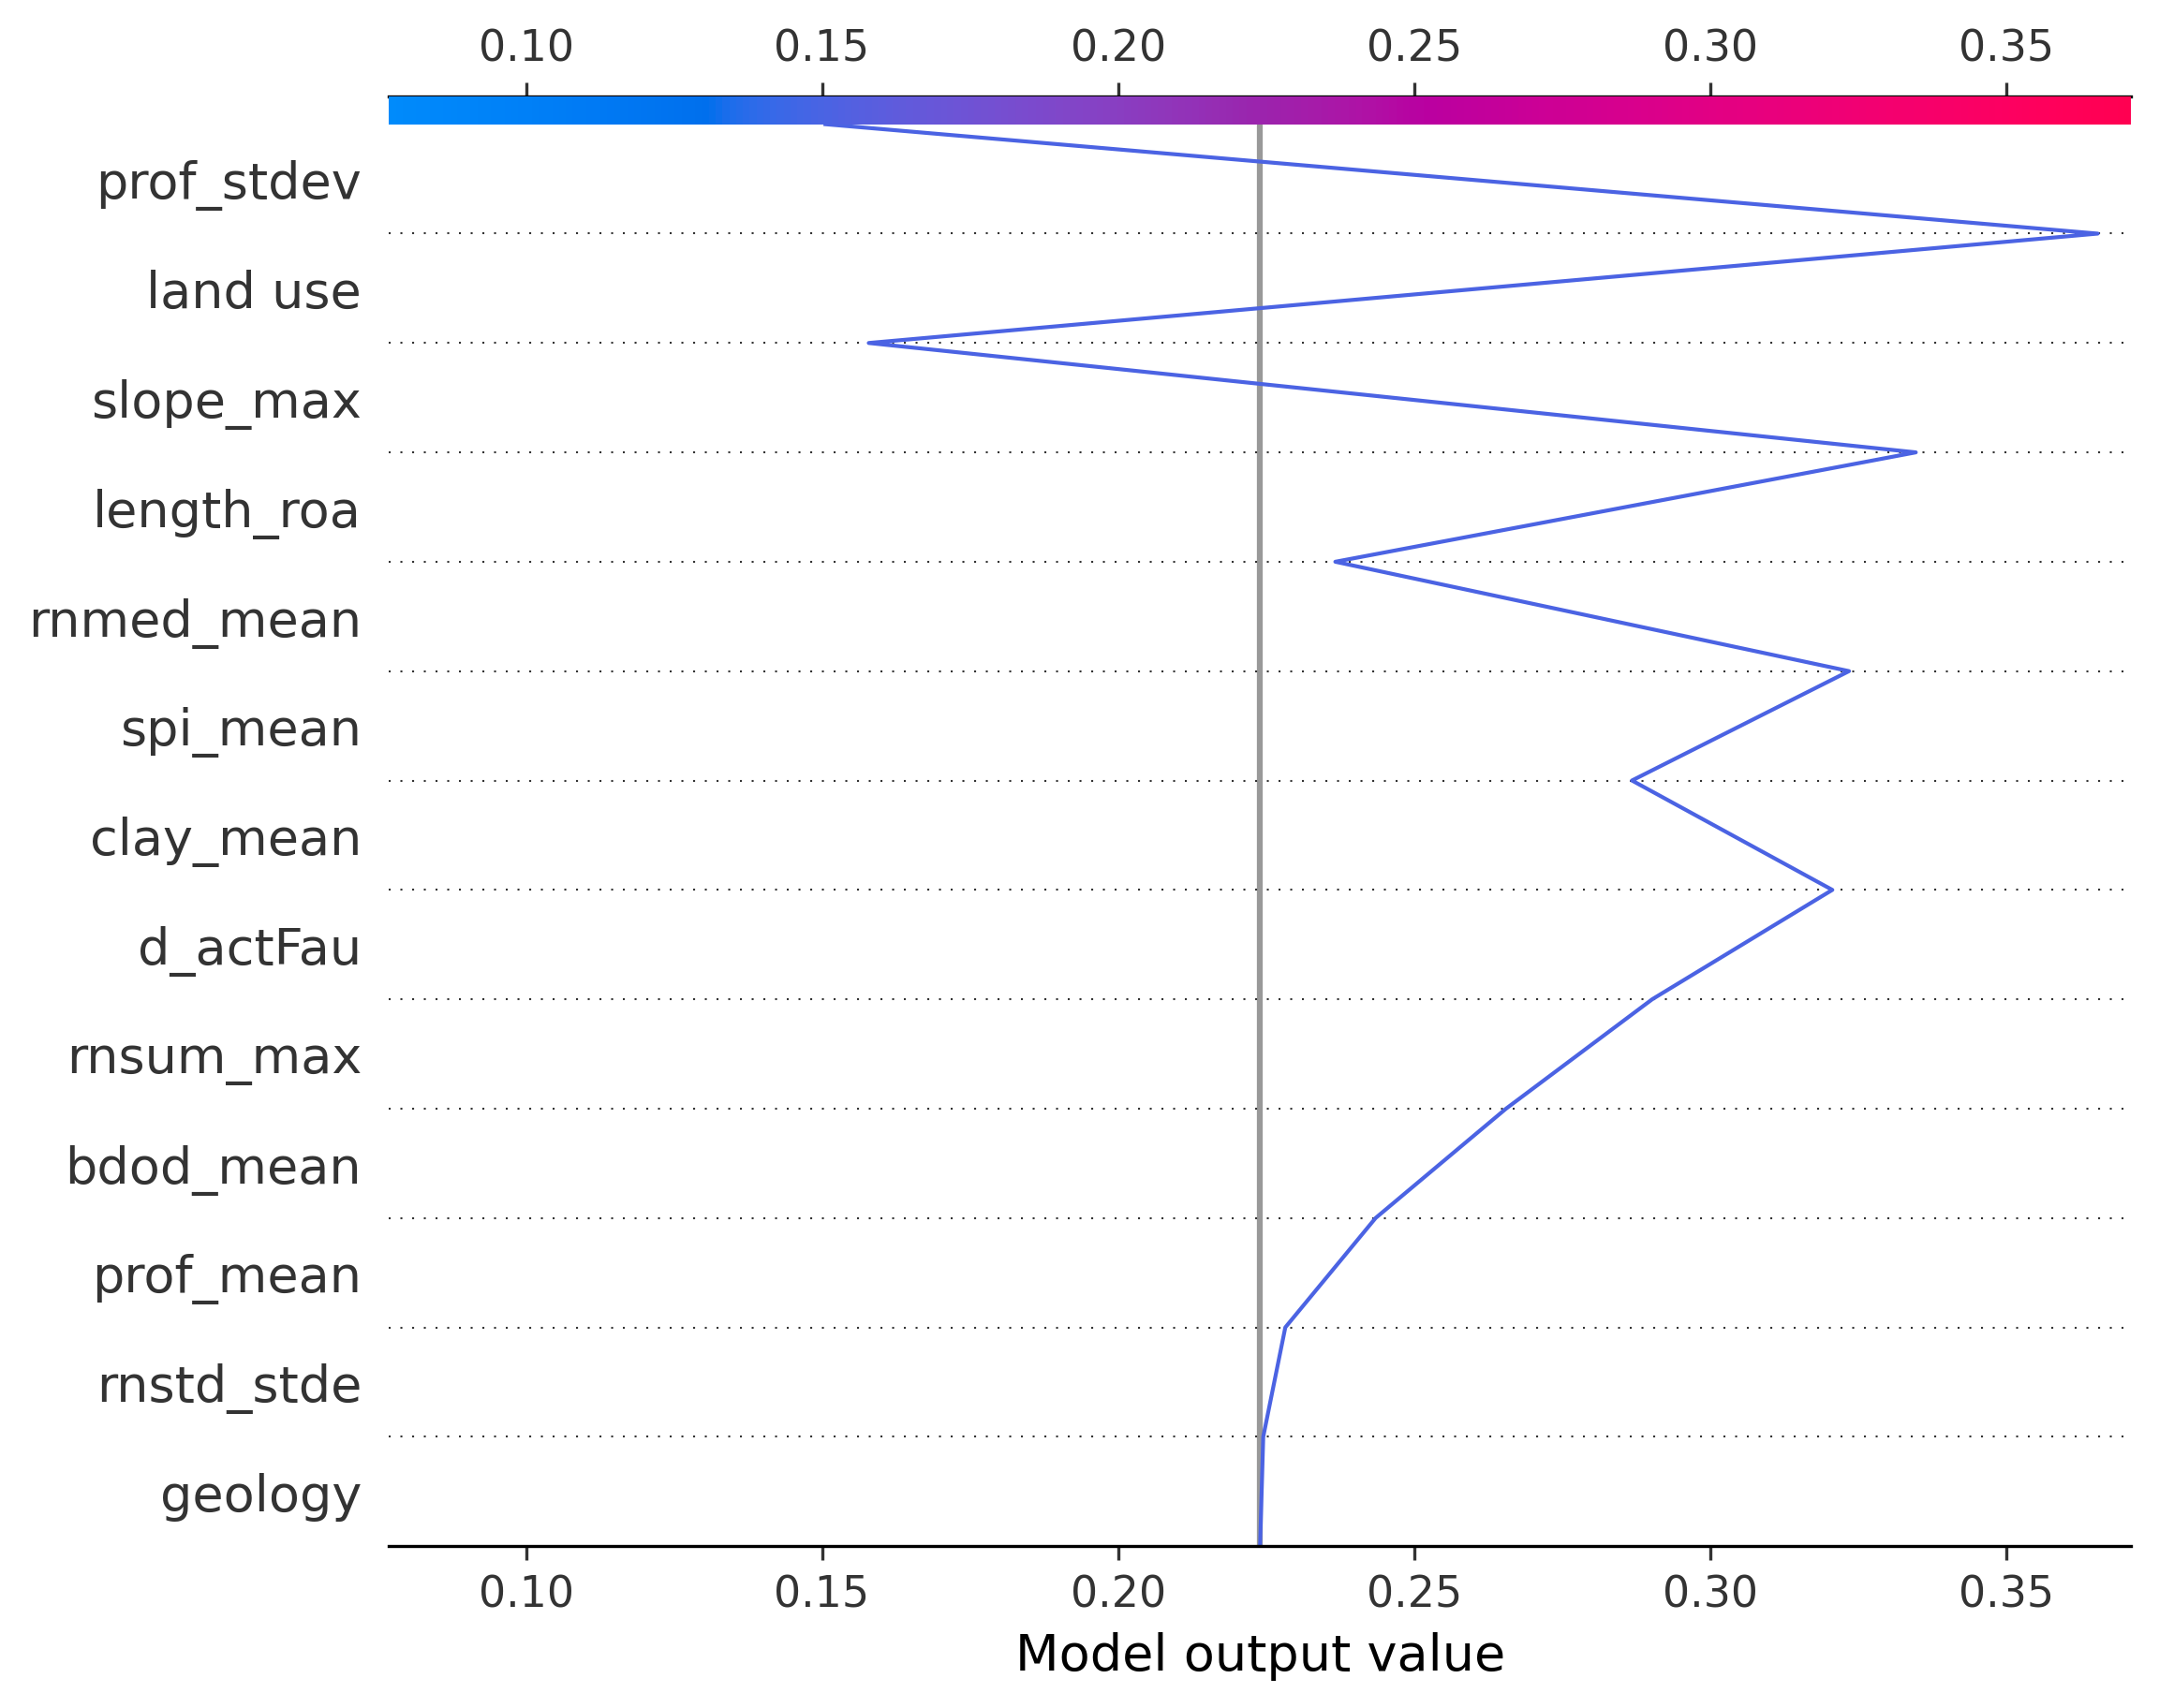 0.10 0.15 0.20 0.25 0.30 0.35
prof_stdev
land use
slope_max
length_roa
rnmed_mean
spi_mean
clay_mean
d_actFau
rnsum_max
bdod_mean
prof_mean
rnstd_stde
geology
0.10 0.15 0.20 0.25 0.30 0.35
Model output value